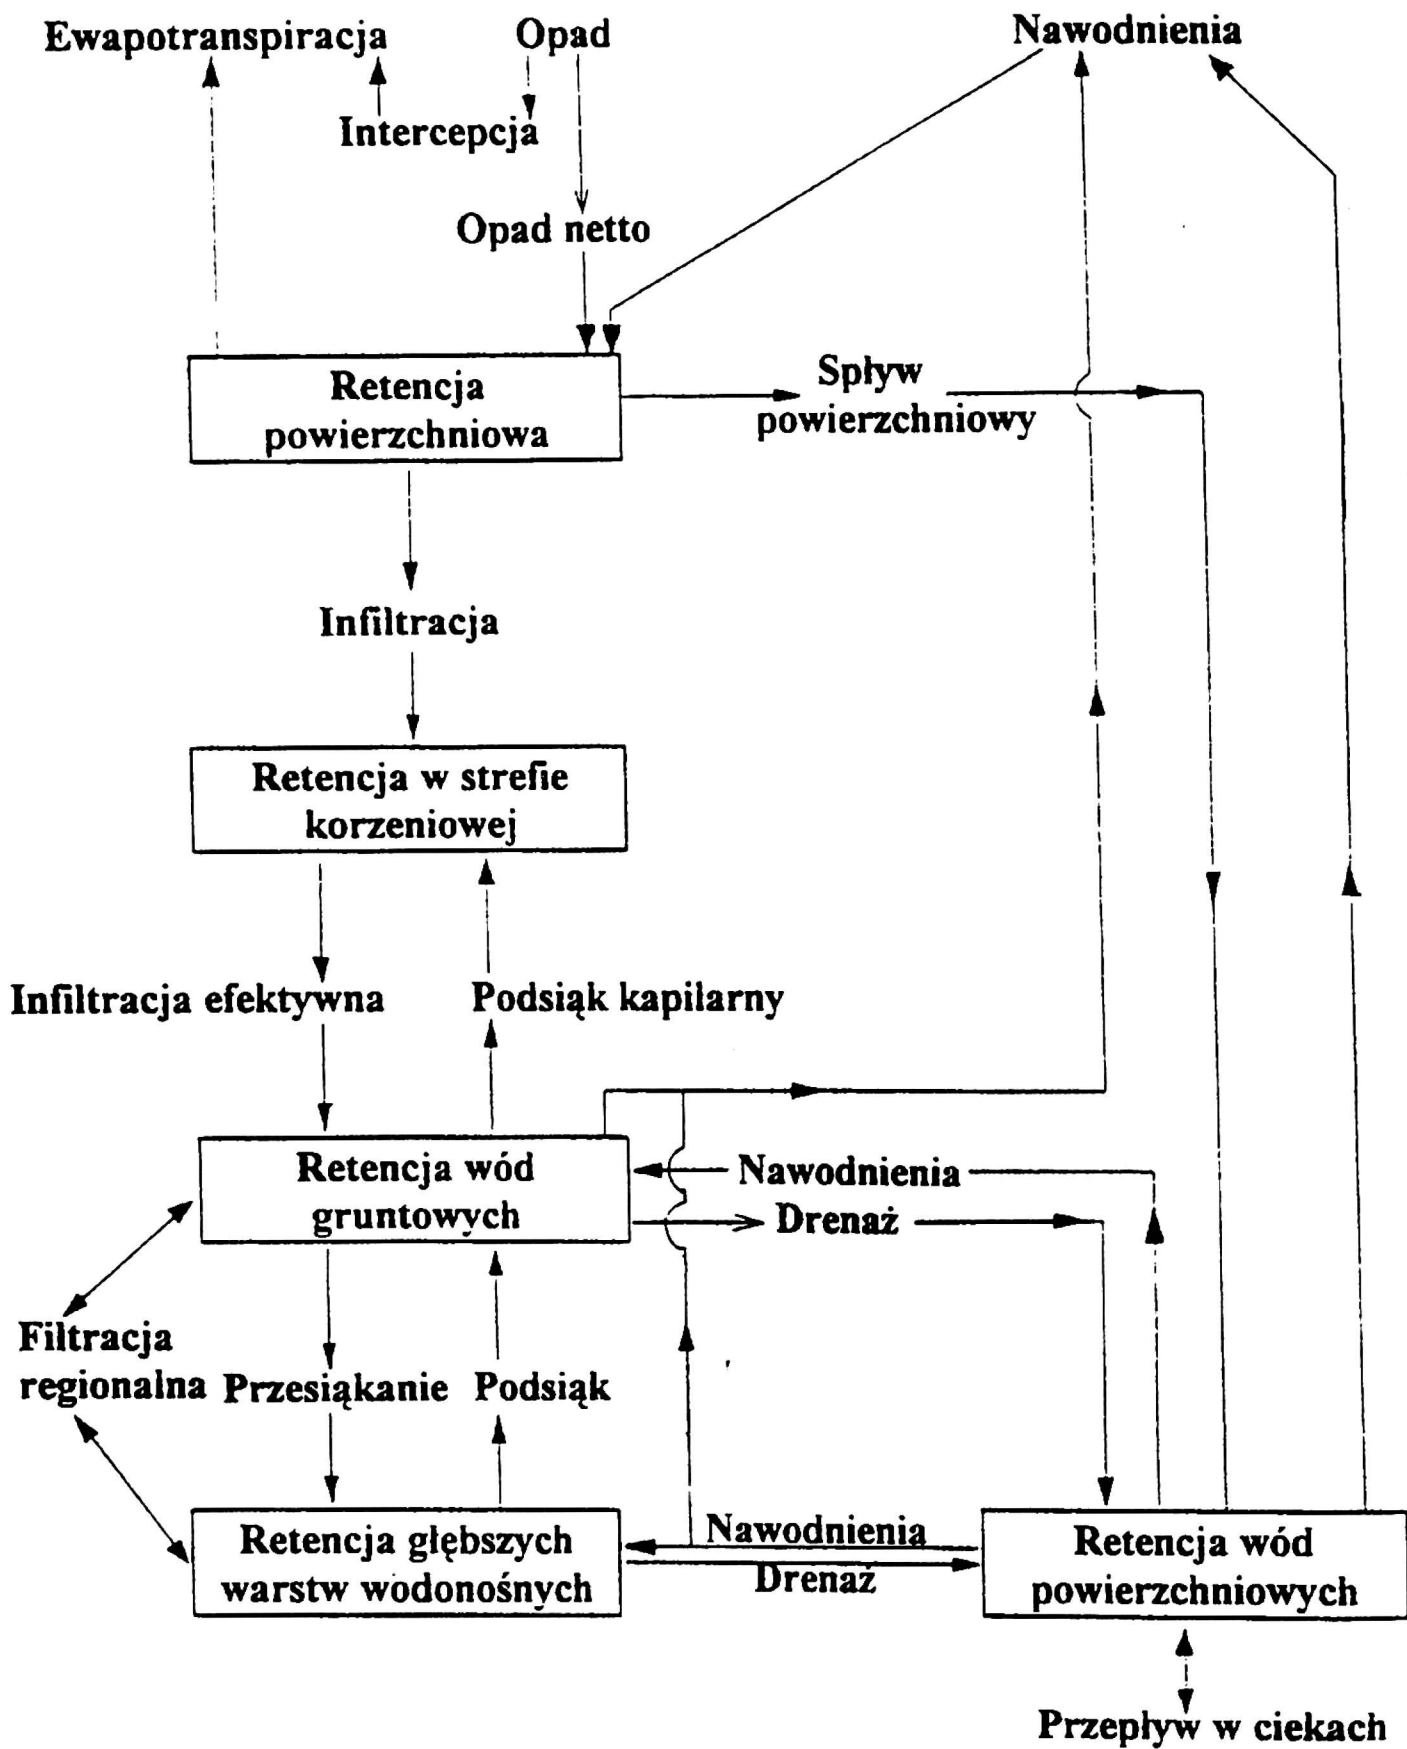 Ewapotranspiracja
Opad
Nawodnienia
Intercepcja
Opad netto
Retencja
powierzchniowa
Spływ
powierzchniowy
Infiltracja
Retencja w strefie
korzeniowej
Infiltracja efektywna
Podsiąk kapilarny
Retencja wód
gruntowych
Nawodnienia
Drenaż
Filtracja
regionalna
Przesiąkanie
Podsiąk
Retencja głębszych
warstw wodonośnych
Nawodnienia
Drenaż
Retencja wód
powierzchniowych
Przepływ w ciekach